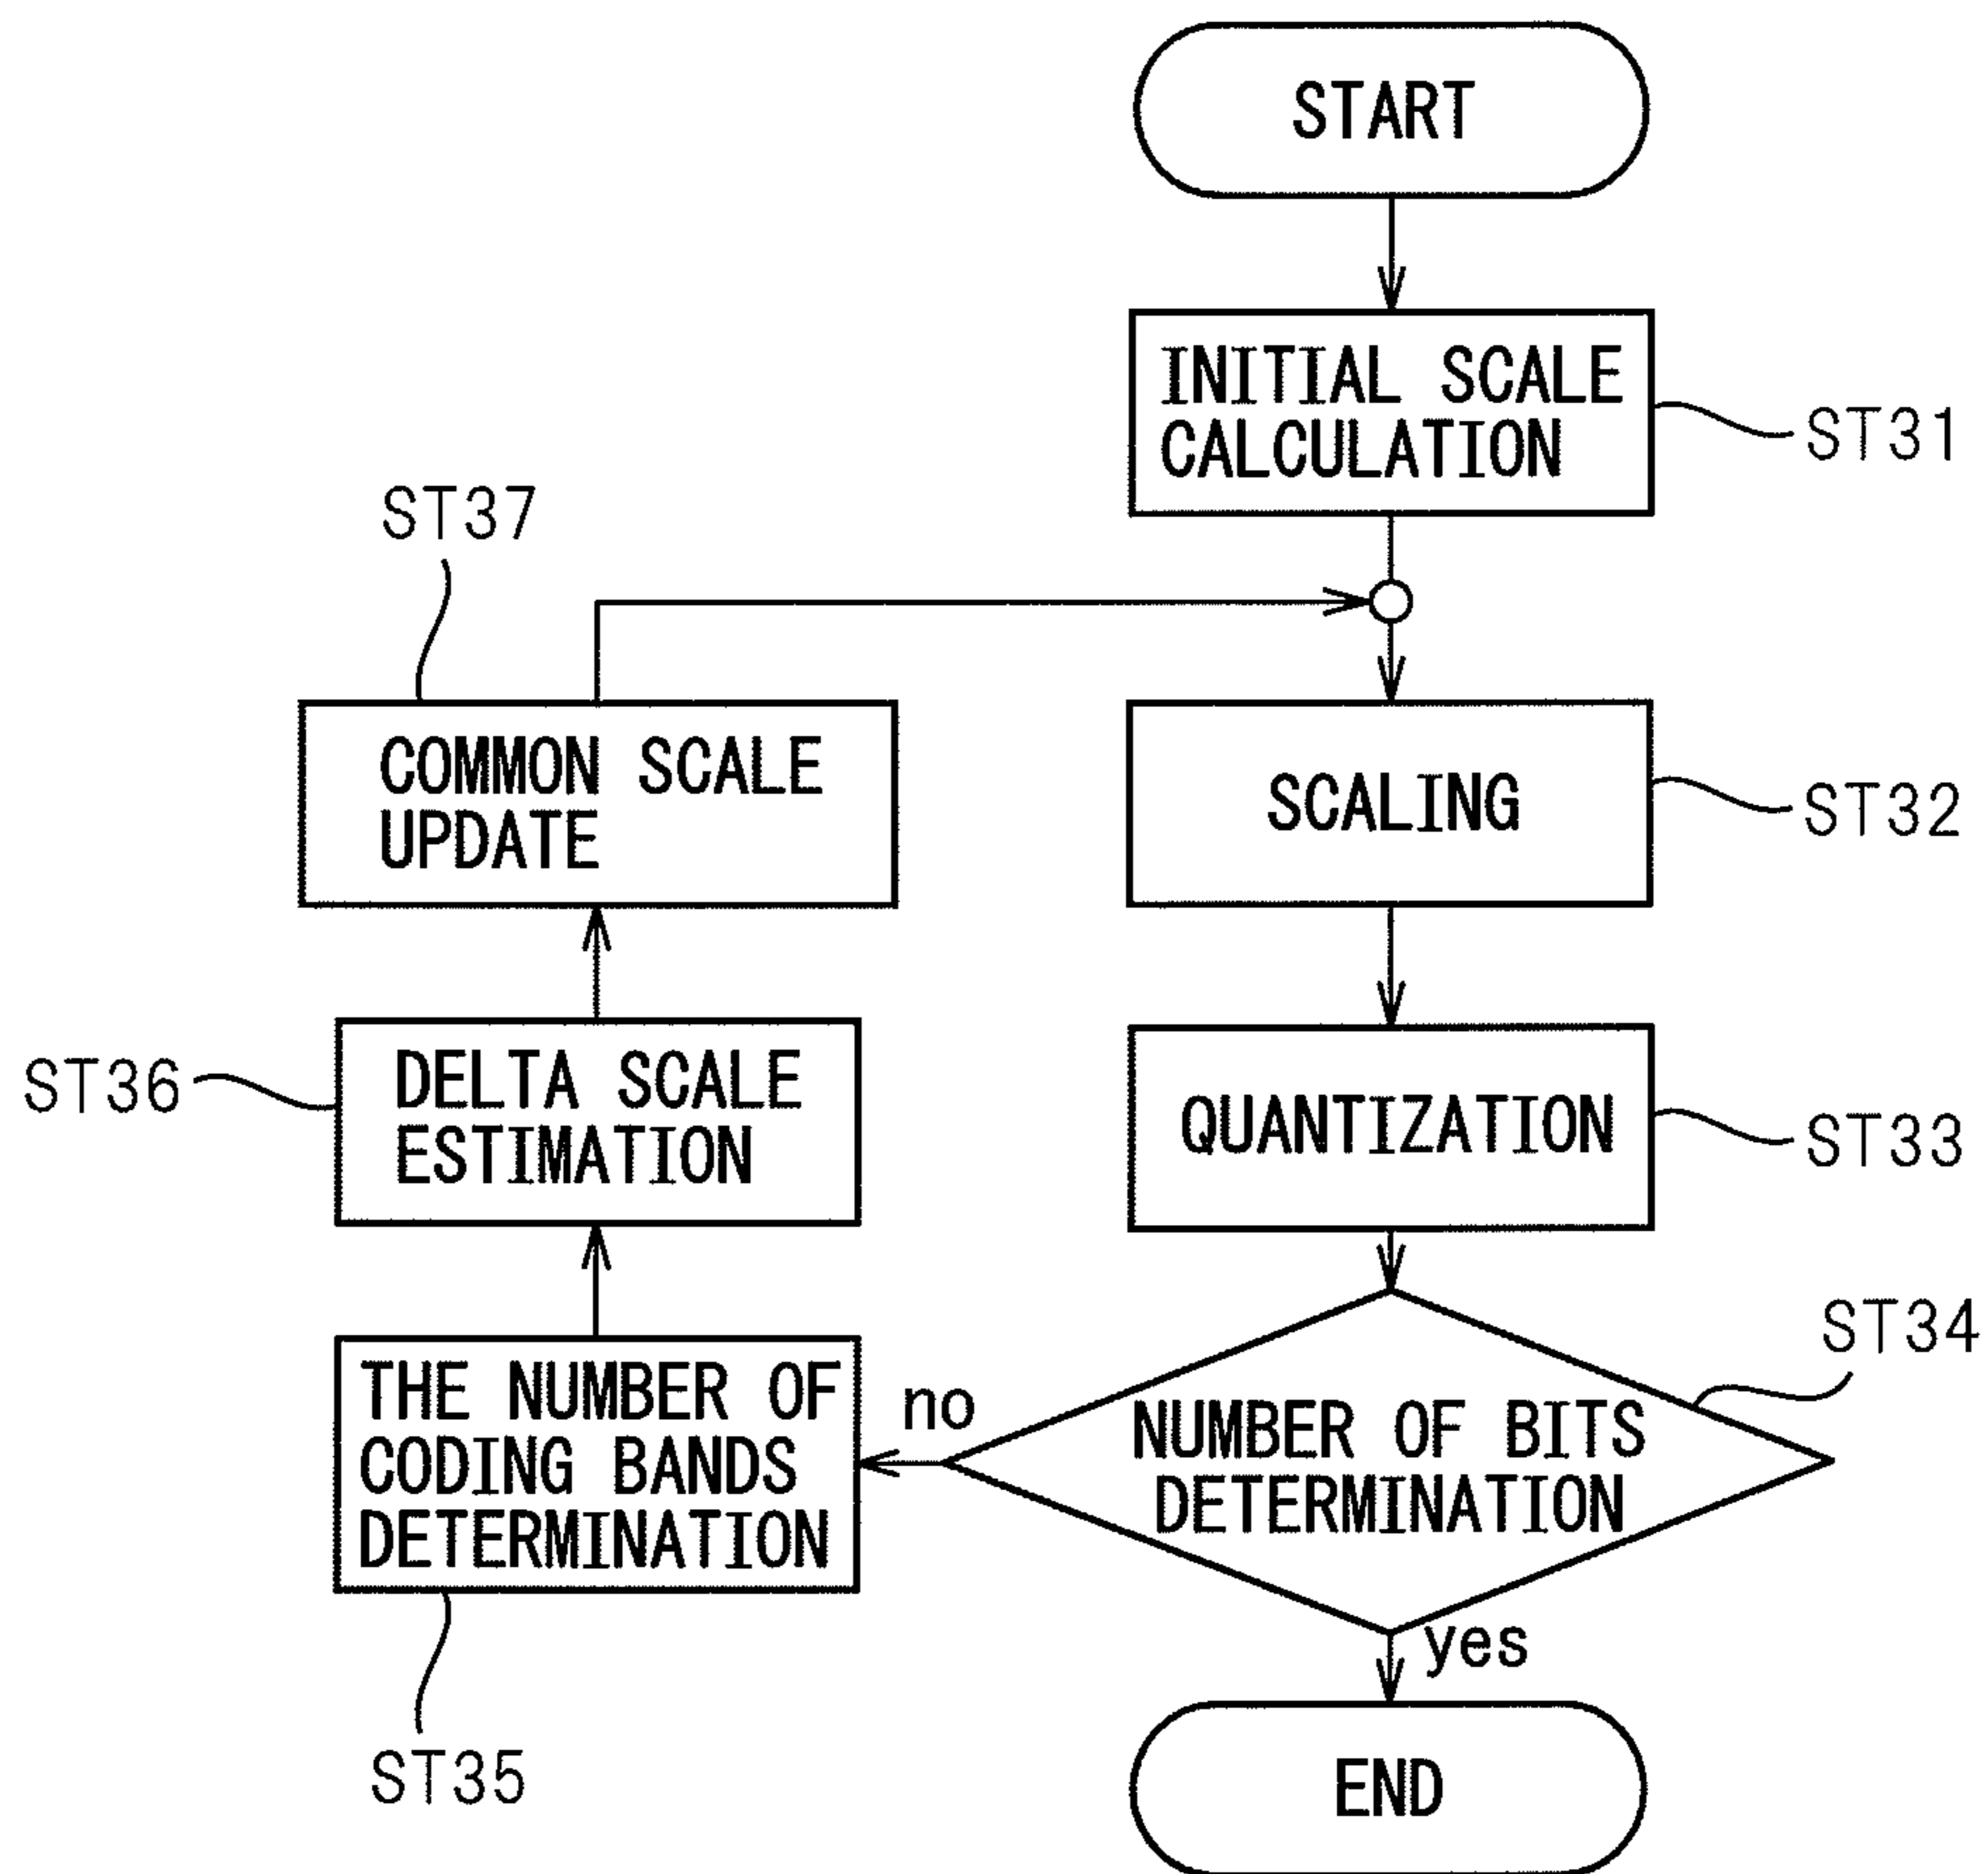 START
INITIAL SCALE
CALCULATION
ST31
ST37
COMMON SCALE
UPDATE
SCALING
ST32
ST36
DELTA SCALE
ESTIMATION
QUANTIZATION
ST33
ST34
THE NUMBER OF
CODING BANDS
DETERMINATION
no
NUMBER OF BITS
DETERMINATION
yes
ST35
END